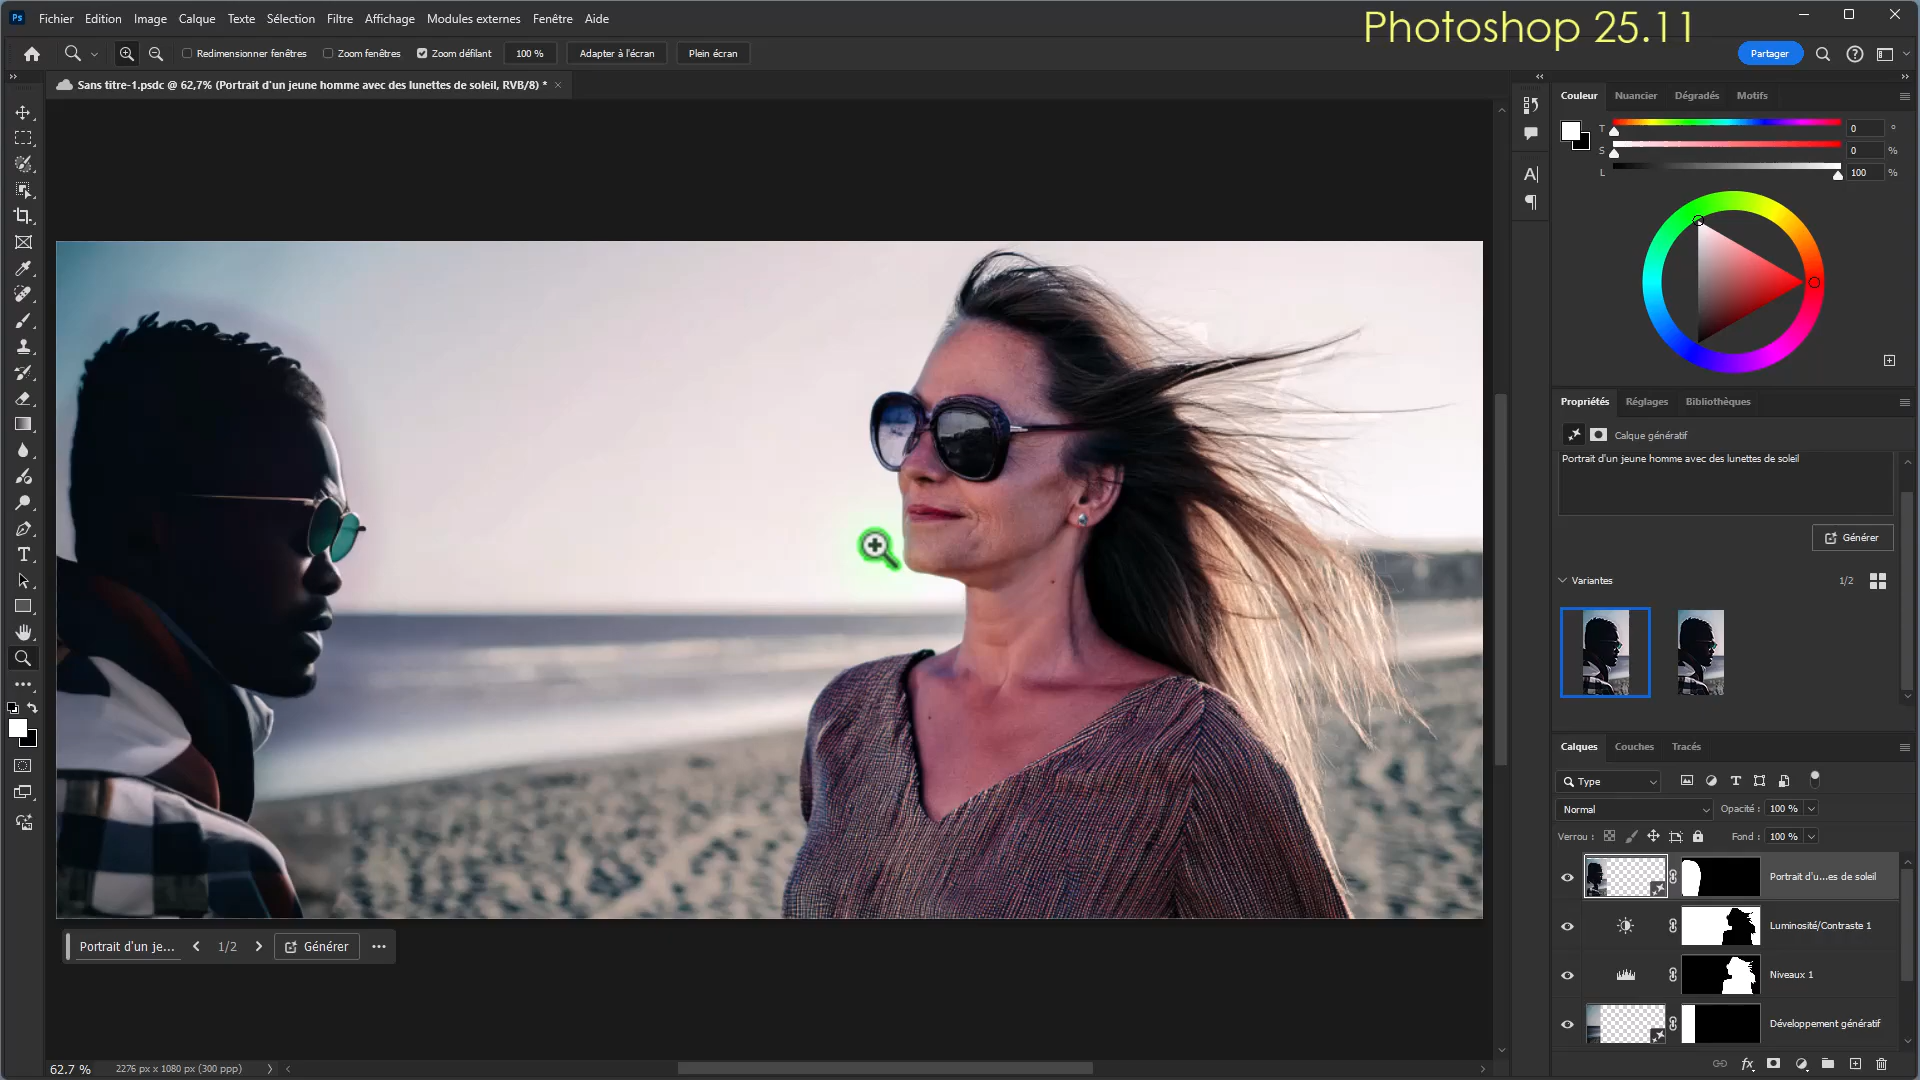 Photoshop 25.11
Ps
Fichier Edition Image Calque Texte Sélection Filtre Affichage Modules externes Fenêtre Aide
Redimensionner fenêtres Zoom fenêtres Zoom défilant 100 % Adapter à l'écran Plein écran Partager
Sans titre-1.psdc @ 62,7% (Portrait d'un jeune homme avec des lunettes de soleil, RVB/8) *
Couleur Nuancier Dégradés Motifs
T 0 °
S 0 %
L 100 %
Propriétés Réglages Bibliothèques
Calque génératif
Portrait d'un jeune homme avec des lunettes de soleil
Générer
Variantes 1/2
Calques Couches Tracés
Type
Normal Opacité : 100 %
Verrou : Fond : 100 %
Portrait d'u...es de soleil
Luminosité/Contraste 1
Niveaux 1
Développement génératif
Portrait d'un je... 1/2 Générer
62,7 % 2276 px x 1080 px (300 ppp)